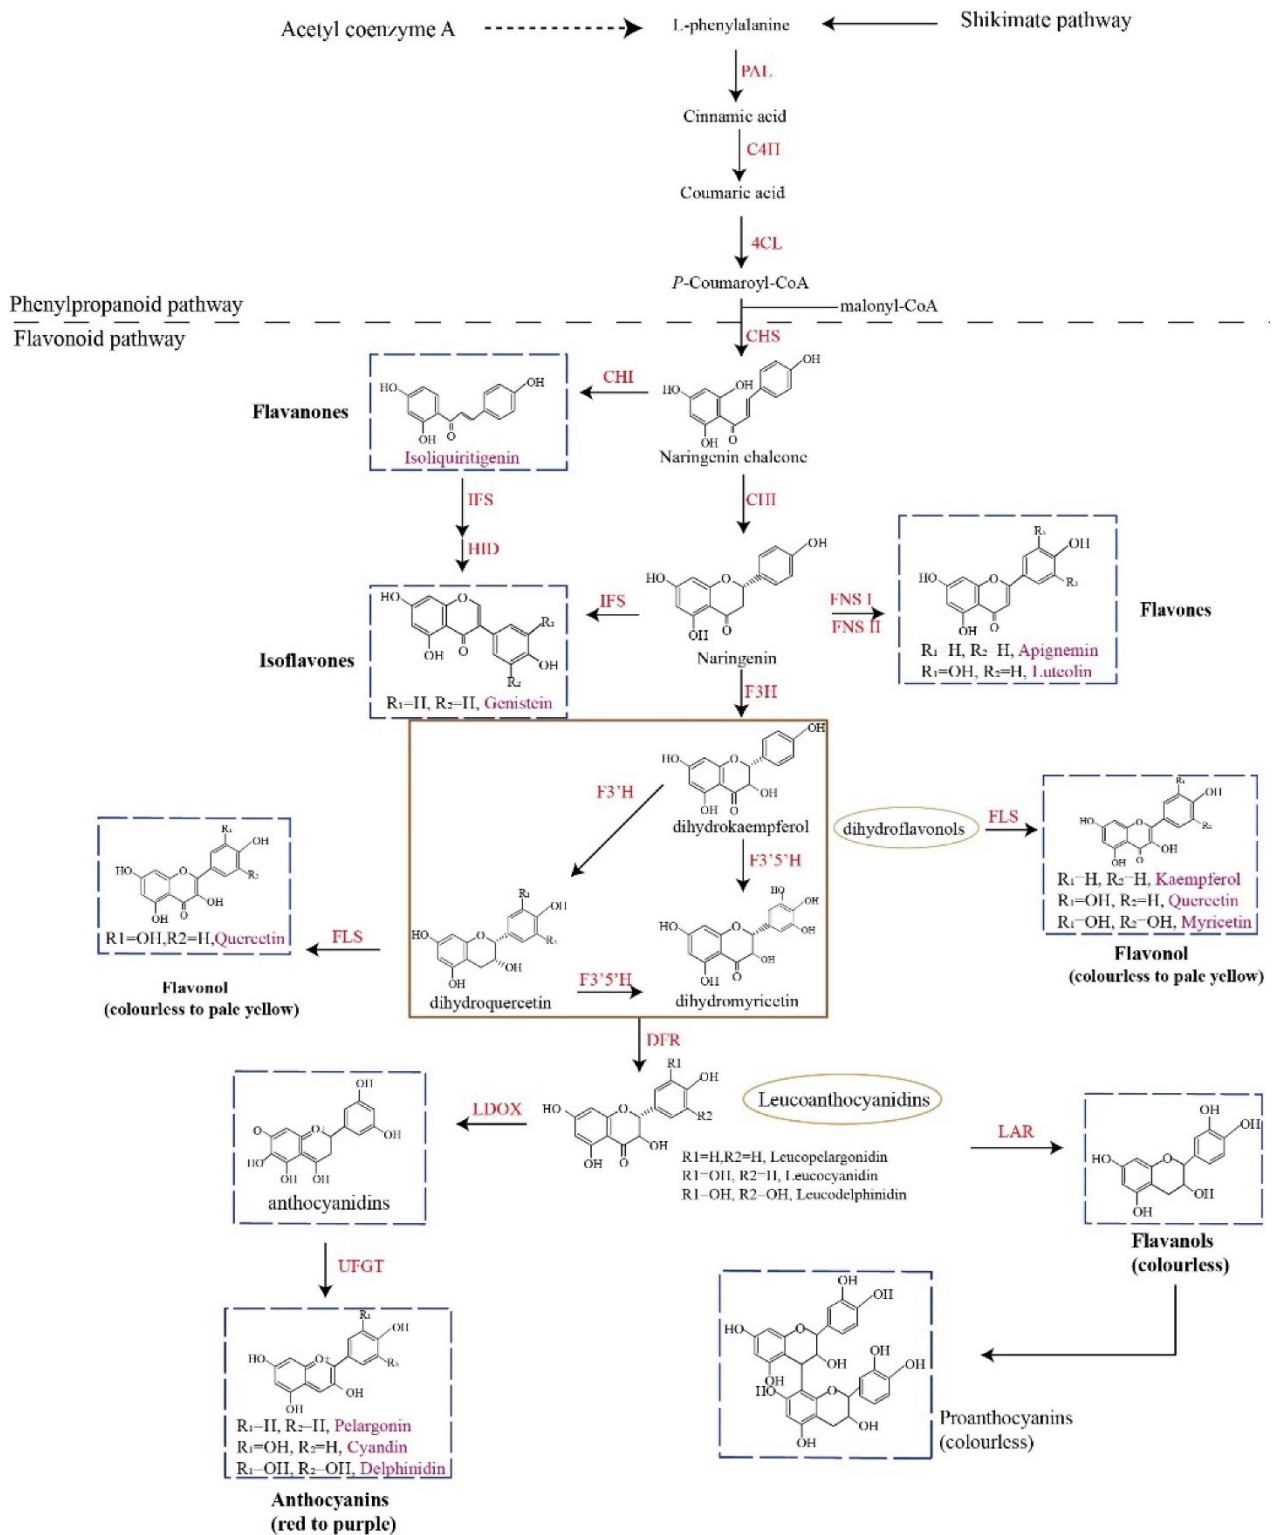 Acetyl coenzyme A
L-phenylalanine
Shikimate pathway
PAL
Cinnamic acid
C4H
Coumaric acid
4CL
P-Coumaroyl-CoA
Phenylpropanoid pathway
malonyl-CoA
Flavonoid pathway
CHS
CHI
Flavanones
Isoliquiritigenin
Naringenin chalcone
IFS
CHI
HID
IFS
FNS I
FNS II
Flavones
Isoflavones
Naringenin
R₁=H, R₂=H, Apignemin
R₁=OH, R₂=H, Luteolin
R₁=H, R₂=H, Genistein
F3H
F3'H
dihydrokaempferol
dihydroflavonols
FLS
F3'5'H
R₁=H, R₂=H, Kaempferol
R₁=OH, R₂=H, Quercetin
R₁=OH, R₂=OH, Myricetin
Flavonol
(colourless to pale yellow)
R1=OH,R2=H,Quercetin
FLS
Flavonol
(colourless to pale yellow)
dihydroquercetin
F3'5'H
dihydromyricetin
DFR
LDOX
Leucoanthocyanidins
LAR
R1=H,R2=H, Leucopelargonidin
R1=OH, R2=H, Leucocyanidin
R1=OH, R2=OH, Leucodelphinidin
anthocyanidins
Flavanols
(colourless)
UFGT
R₁=H, R₂=H, Pelargonin
R₁=OH, R₂=H, Cyandin
R₁=OH, R₂=OH, Delphinidin
Anthocyanins
(red to purple)
Proanthocyanins
(colourless)